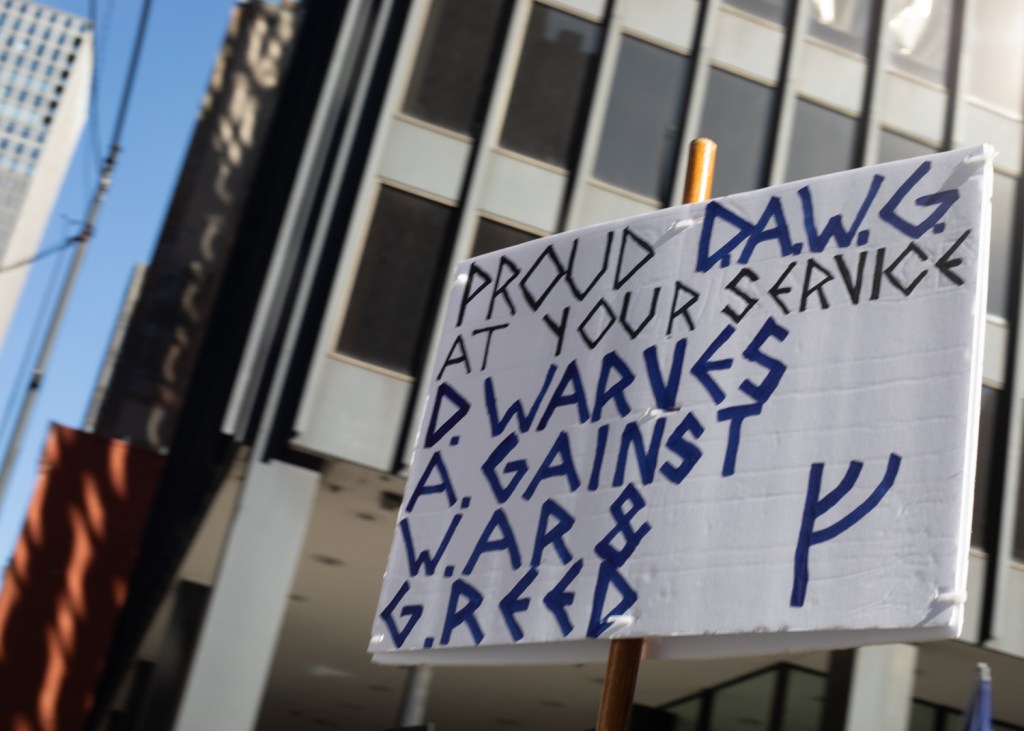 PROUD D.A.W.G.
AT YOUR SERVICE
D.WARVES
A.GAINST
W.AR &
G.REED
ᚠ